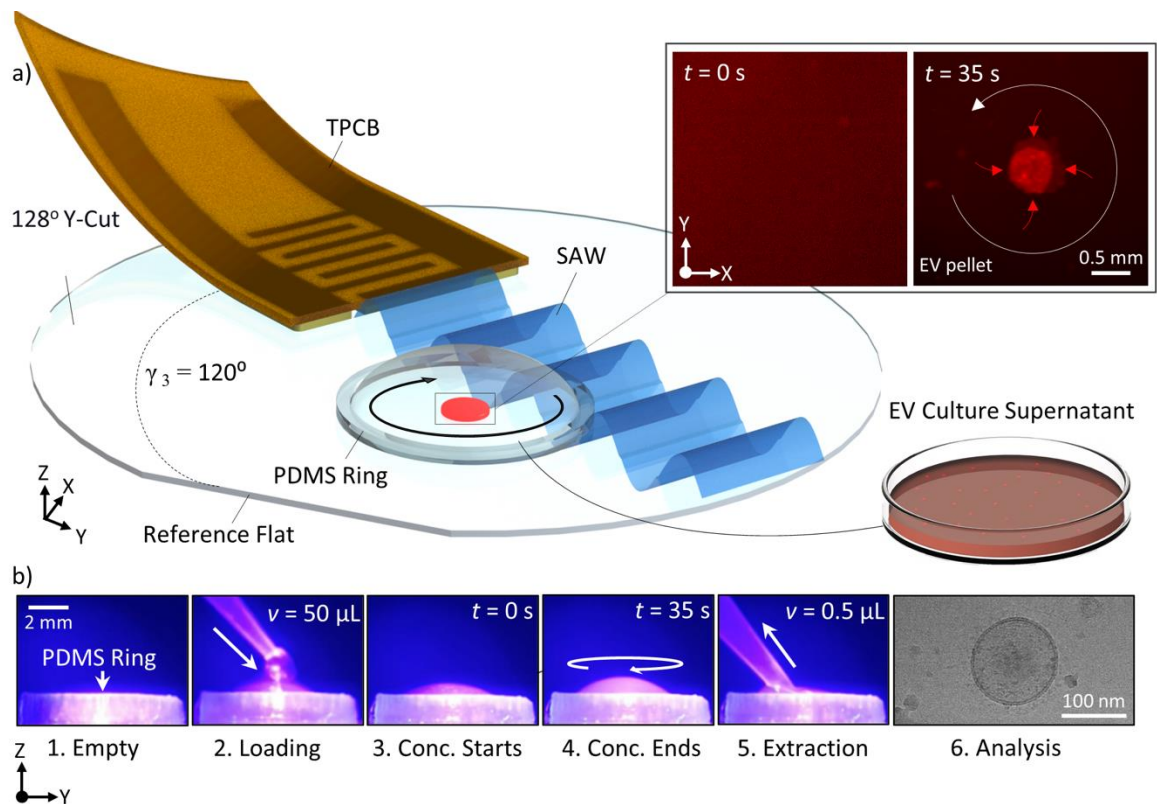 a)
TPCB
128° Y-Cut
γ3 = 120°
SAW
PDMS Ring
Reference Flat
Z
X
Y
t = 0 s
Y
X
t = 35 s
EV pellet
0.5 mm
EV Culture Supernatant
b)
2 mm
PDMS Ring
v = 50 µL
t = 0 s
t = 35 s
v = 0.5 µL
100 nm
1. Empty
2. Loading
3. Conc. Starts
4. Conc. Ends
5. Extraction
6. Analysis
Z
Y